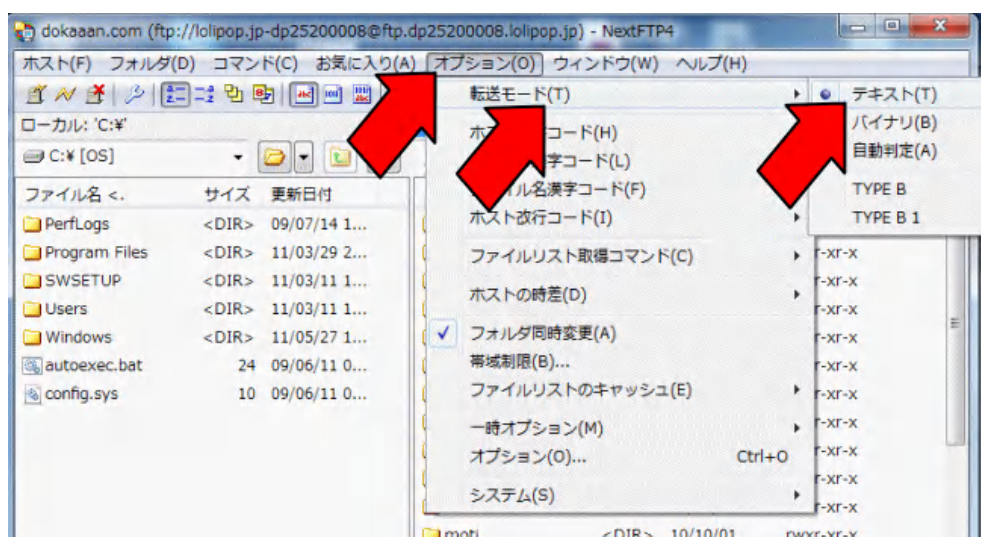 dokaaan.com (ftp://lolipop.jp-dp25200008@ftp.dp25200008.lolipop.jp) - NextFTP4
ホスト(F) フォルダ(D) コマンド(C) お気に入り(A) オプション(O) ウィンドウ(W) ヘルプ(H)
ローカル: 'C:¥'
C:¥ [OS]
ファイル名 <. サイズ 更新日付
PerfLogs <DIR> 09/07/14 1...
Program Files <DIR> 11/03/29 2...
SWSETUP <DIR> 11/03/11 1...
Users <DIR> 11/03/11 1...
Windows <DIR> 11/05/27 1...
autoexec.bat 24 09/06/11 0...
config.sys 10 09/06/11 0...
転送モード(T)
コード(H)
字コード(L)
ル名漢字コード(F)
ホスト改行コード(I)
ファイルリスト取得コマンド(C)
ホストの時差(D)
フォルダ同時変更(A)
帯域制限(B)...
ファイルリストのキャッシュ(E)
一時オプション(M)
オプション(O)... Ctrl+O
システム(S)
テキスト(T)
バイナリ(B)
自動判定(A)
TYPE B
TYPE B 1
r-xr-x
r-xr-x
r-xr-x
r-xr-x
r-xr-x
r-xr-x
r-xr-x
r-xr-x
r-xr-x
moti <DIR> 10/10/01 rwxr-xr-x